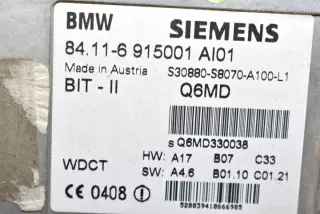 BMW SIEMENS
84.11-6 915001 AI01
Made in Austria S30880-S8070-A100-L1
BIT - II Q6MD
S Q6MD330038
HW: A17 B07 C33
WDCT
SW: A4.6 B01.10 C01.21
CE 0408 !
520039410666985